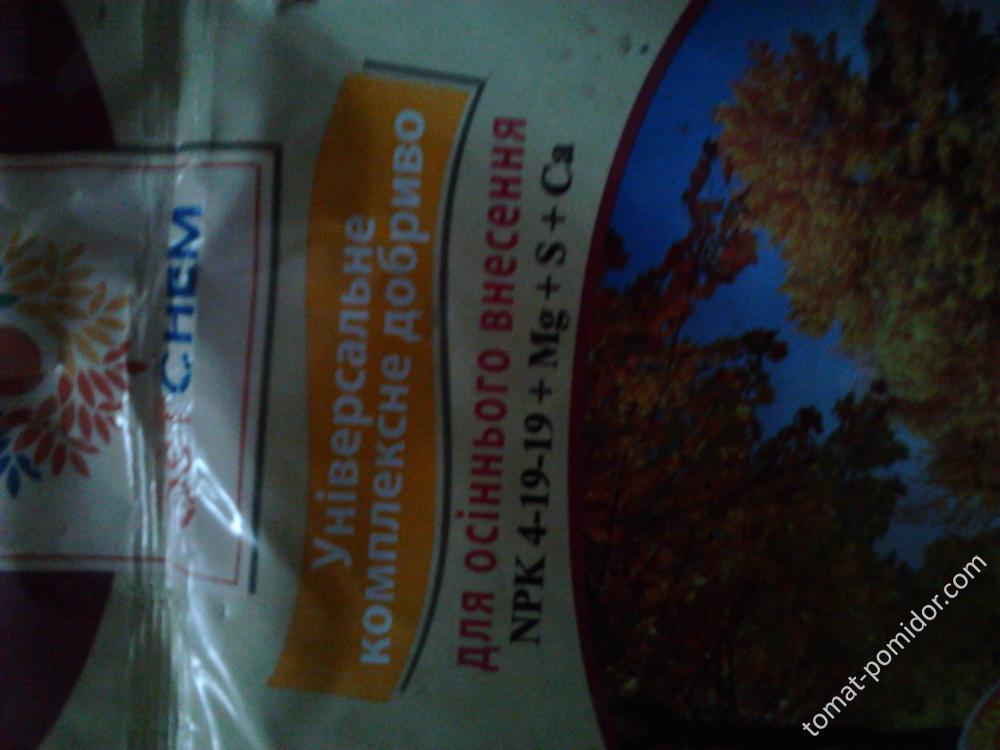 CHEM
Універсальне
комплексне добриво
для осіннього внесення
NPK 4-19-19 + Mg + S + Ca
tomat-pomidor.com